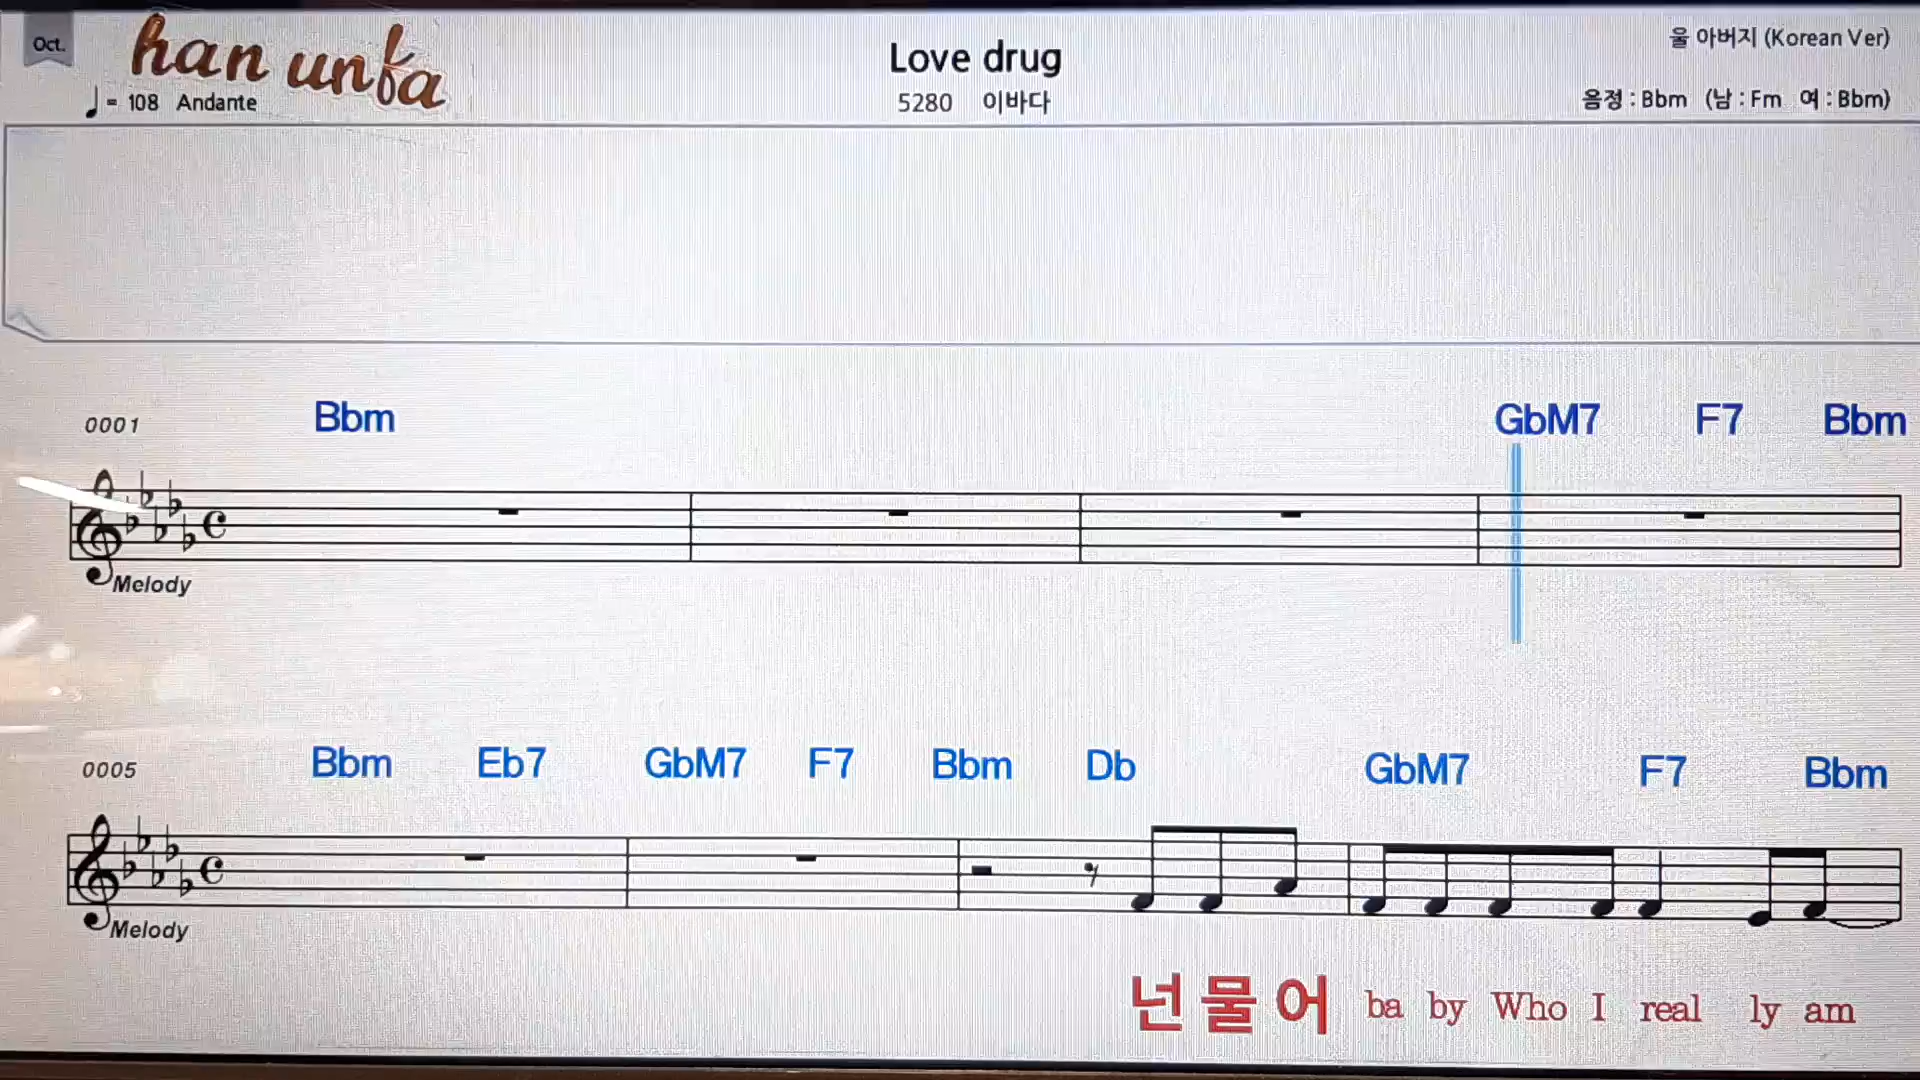 Oct.
han unfa
Love drug
울 아버지 (Korean Ver)
♩= 108 Andante
5280 이바다
음정 : Bbm (남 : Fm 여 : Bbm)
0001 Bbm GbM7 F7 Bbm
Melody
0005 Bbm Eb7 GbM7 F7 Bbm Db GbM7 F7 Bbm
Melody
넌 물 어 ba by Who I real ly am